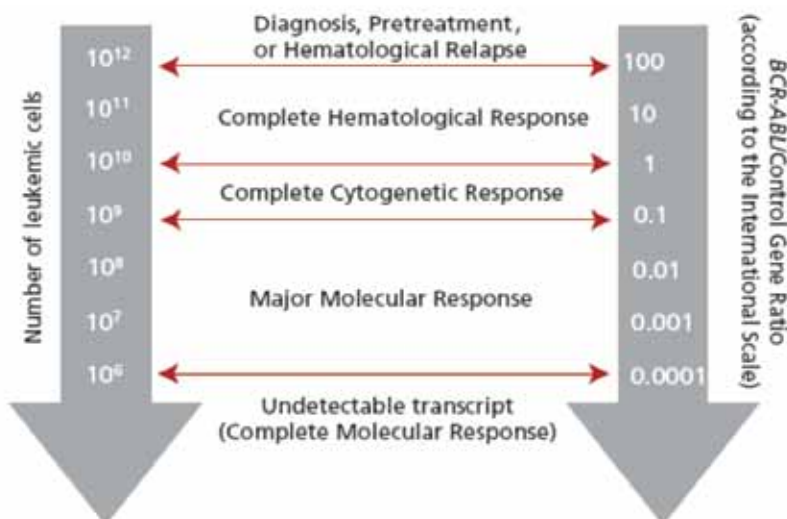 Diagnosis, Pretreatment,
or Hematological Relapse
10¹²
100
10¹¹
Complete Hematological Response
10
10¹⁰
1
Complete Cytogenetic Response
10⁹
0.1
10⁸
0.01
Major Molecular Response
10⁷
0.001
10⁶
0.0001
Undetectable transcript
(Complete Molecular Response)
Number of leukemic cells
BCR-ABL/Control Gene Ratio
(according to the International Scale)